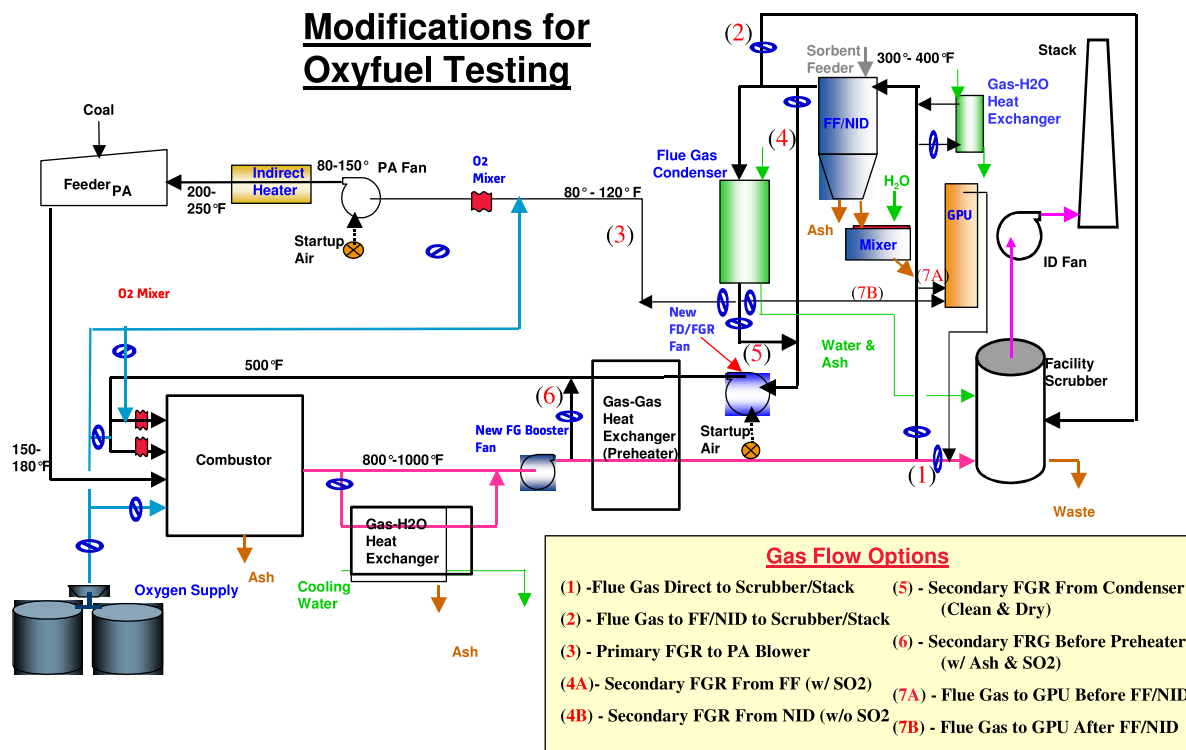 Modifications for
Oxyfuel Testing
(2)
Sorbent
Feeder
300°- 400°F
Stack
Gas-H2O
Heat
Exchanger
Coal
FF/NID
(4)
Flue Gas
Condenser
O2
Mixer
80-150°
PA Fan
Indirect
Heater
Feeder
PA
200-
250°F
80°- 120°F
H2O
GPU
Startup
Air
(3)
Ash
Mixer
ID Fan
(7A)
(7B)
O2 Mixer
New
FD/FGR
Fan
(5)
Water &
Ash
Facility
Scrubber
500°F
(6)
Gas-Gas
Heat
Exchanger
(Preheater)
Startup
Air
New FG Booster
Fan
150-
180°F
Combustor
800°-1000°F
(1)
Waste
Gas-H2O
Heat
Exchanger
Ash
Oxygen Supply
Cooling
Water
Ash
Gas Flow Options
(1) -Flue Gas Direct to Scrubber/Stack
(2) - Flue Gas to FF/NID to Scrubber/Stack
(3) - Primary FGR to PA Blower
(4A)- Secondary FGR From FF (w/ SO2)
(4B) - Secondary FGR From NID (w/o SO2
(5) - Secondary FGR From Condenser
(Clean & Dry)
(6) - Secondary FRG Before Preheater
(w/ Ash & SO2)
(7A) - Flue Gas to GPU Before FF/NID
(7B) - Flue Gas to GPU After FF/NID